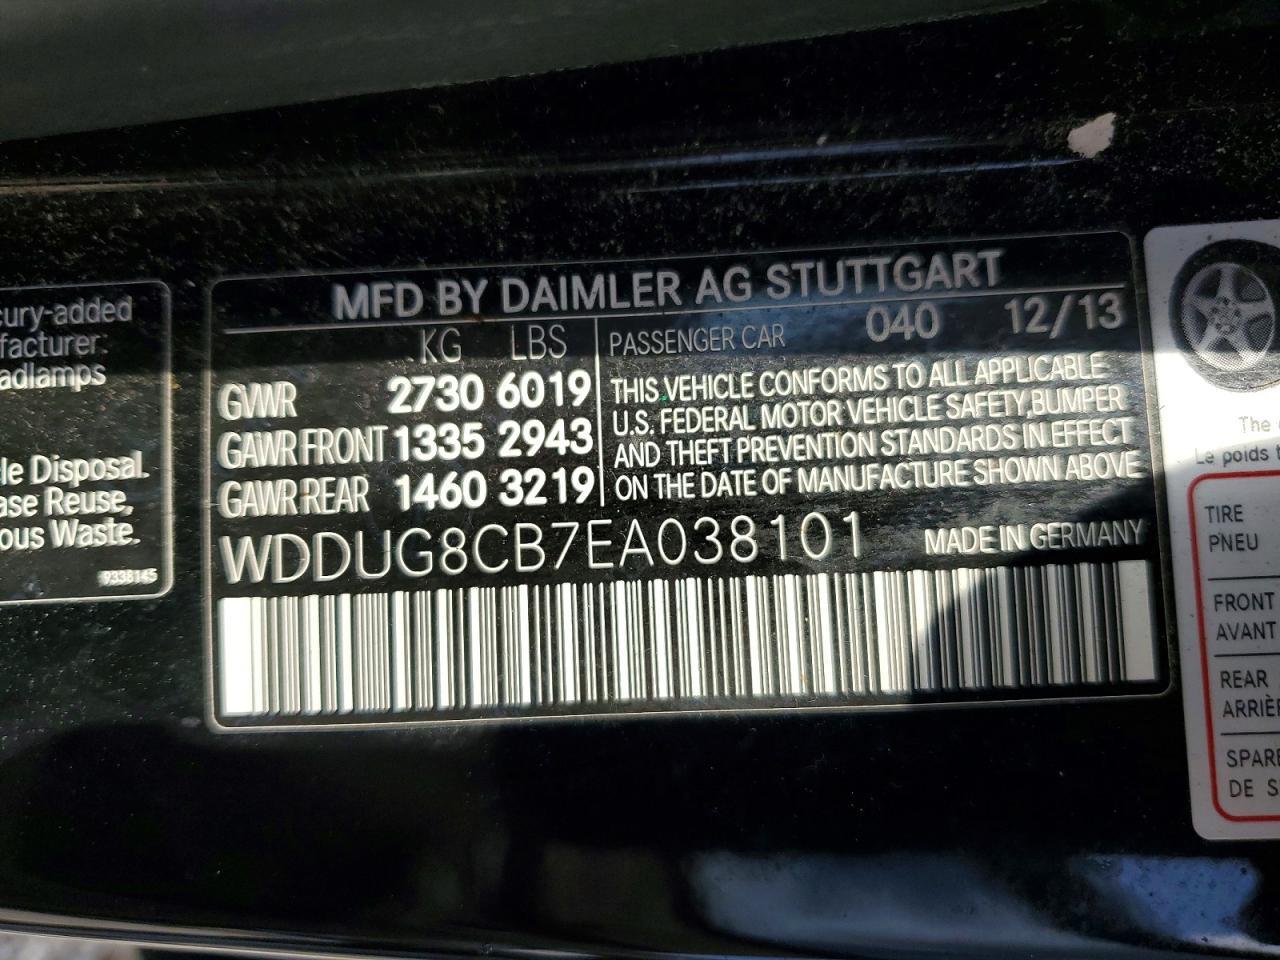 sury-added
facturer.
adlamps
le Disposal.
ase Reuse,
ous Waste.
9338145
MFD BY DAIMLER AG STUTTGART
KG LBS PASSENGER CAR 040 12/13
GVWR 2730 6019
GAWR FRONT 1335 2943
GAWR REAR 1460 3219
THIS VEHICLE CONFORMS TO ALL APPLICABLE
U.S. FEDERAL MOTOR VEHICLE SAFETY, BUMPER
AND THEFT PREVENTION STANDARDS IN EFFECT
ON THE DATE OF MANUFACTURE SHOWN ABOVE
WDDUG8CB7EA038101 MADE IN GERMANY
The
Le poids t
TIRE
PNEU
FRONT
AVANT
REAR
ARRIÈ
SPARE
DE S